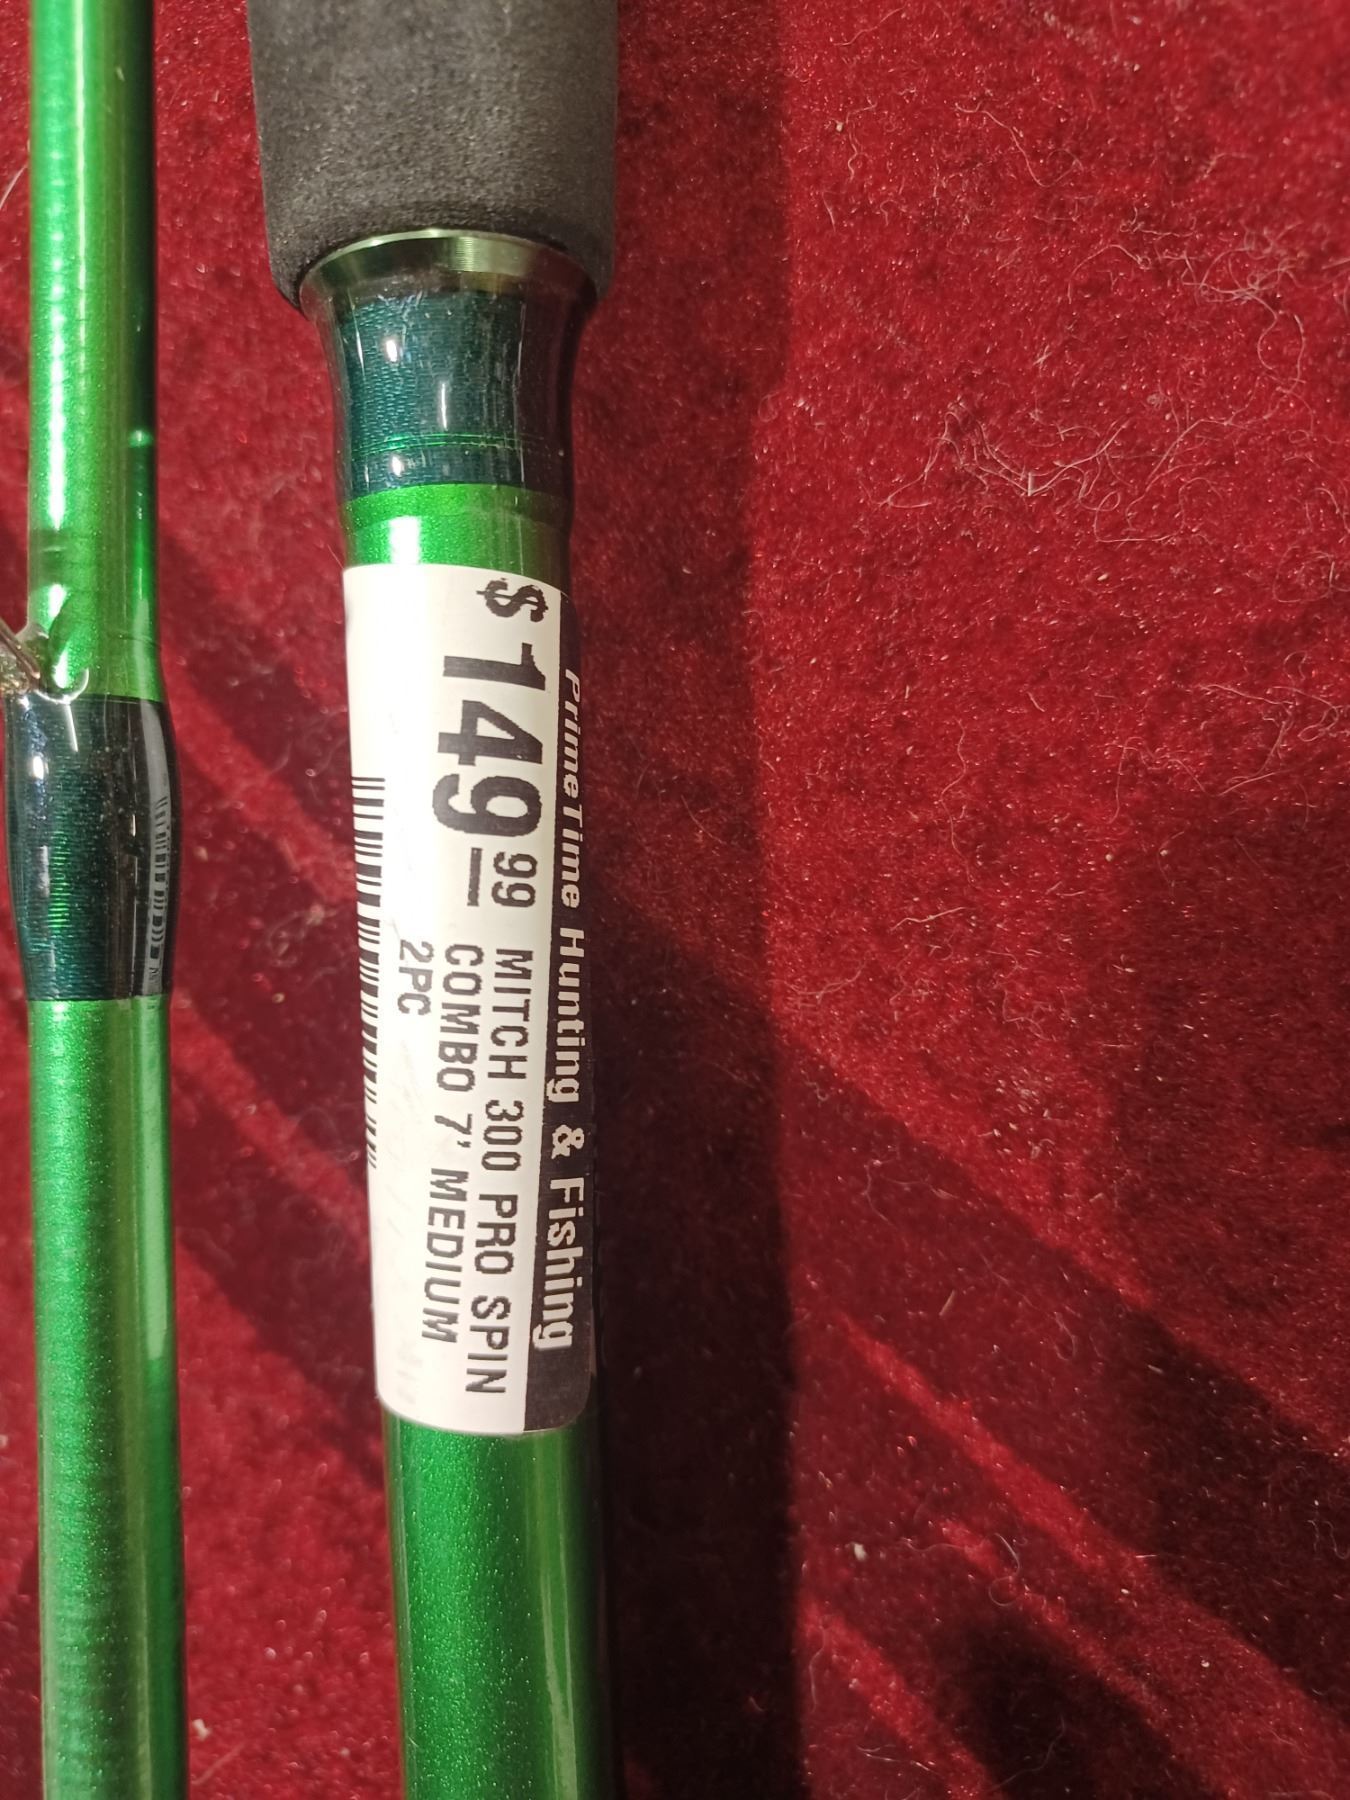 PrimeTime Hunting & Fishing
$149.99
MITCH 300 PRO SPIN
COMBO 7' MEDIUM
2PC